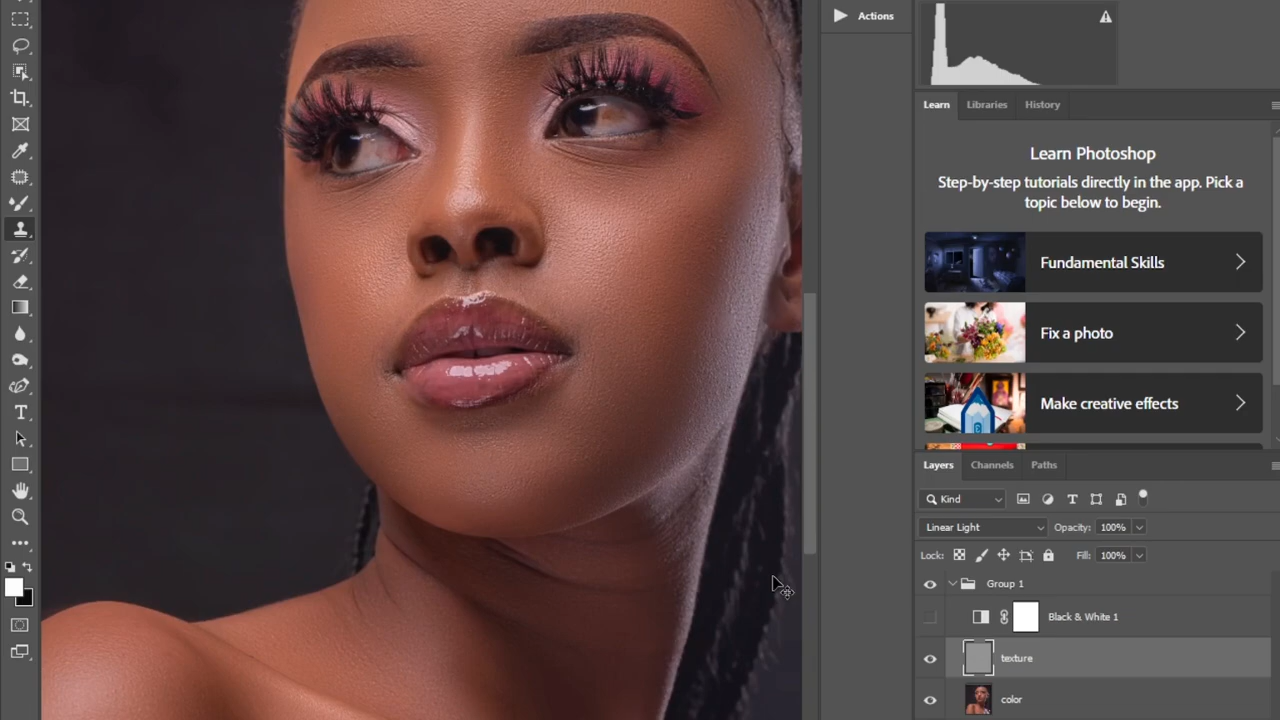 Actions
Learn
Libraries
History
Learn Photoshop
Step-by-step tutorials directly in the app. Pick a
topic below to begin.
Fundamental Skills
Fix a photo
Make creative effects
Layers
Channels
Paths
Kind
Linear Light
Opacity: 100%
Lock:
Fill: 100%
Group 1
Black & White 1
texture
color